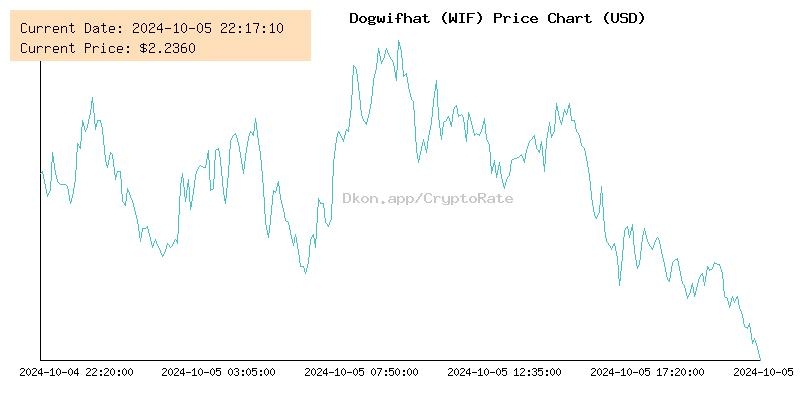 Dogwifhat (WIF) Price Chart (USD)
Current Date: 2024-10-05 22:17:10
Current Price: $2.2360
Dkon.app/CryptoRate
2024-10-04 22:20:00 2024-10-05 03:05:00 2024-10-05 07:50:00 2024-10-05 12:35:00 2024-10-05 17:20:00 2024-10-05